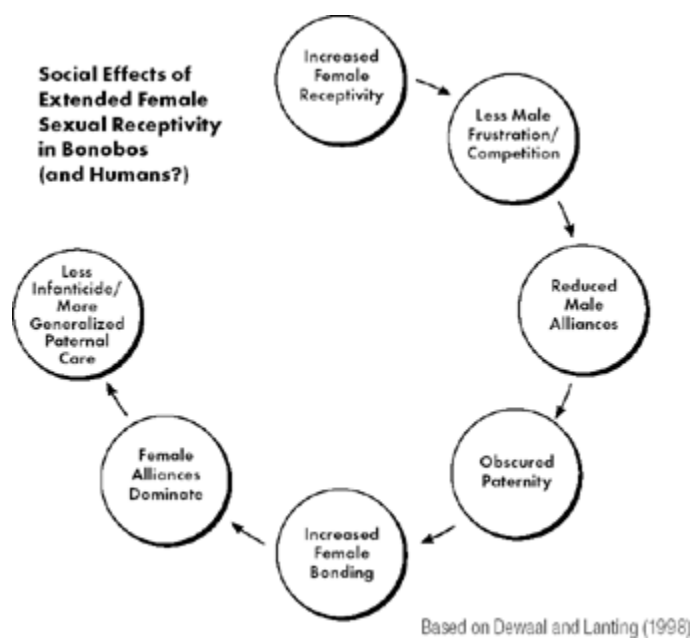 Social Effects of
Extended Female
Sexual Receptivity
in Bonobos
(and Humans?)
Increased
Female
Receptivity
Less Male
Frustration/
Competition
Reduced
Male
Alliances
Obscured
Paternity
Increased
Female
Bonding
Female
Alliances
Dominate
Less
Infanticide/
More
Generalized
Paternal
Care
Based on Dewaal and Lanting (1998)